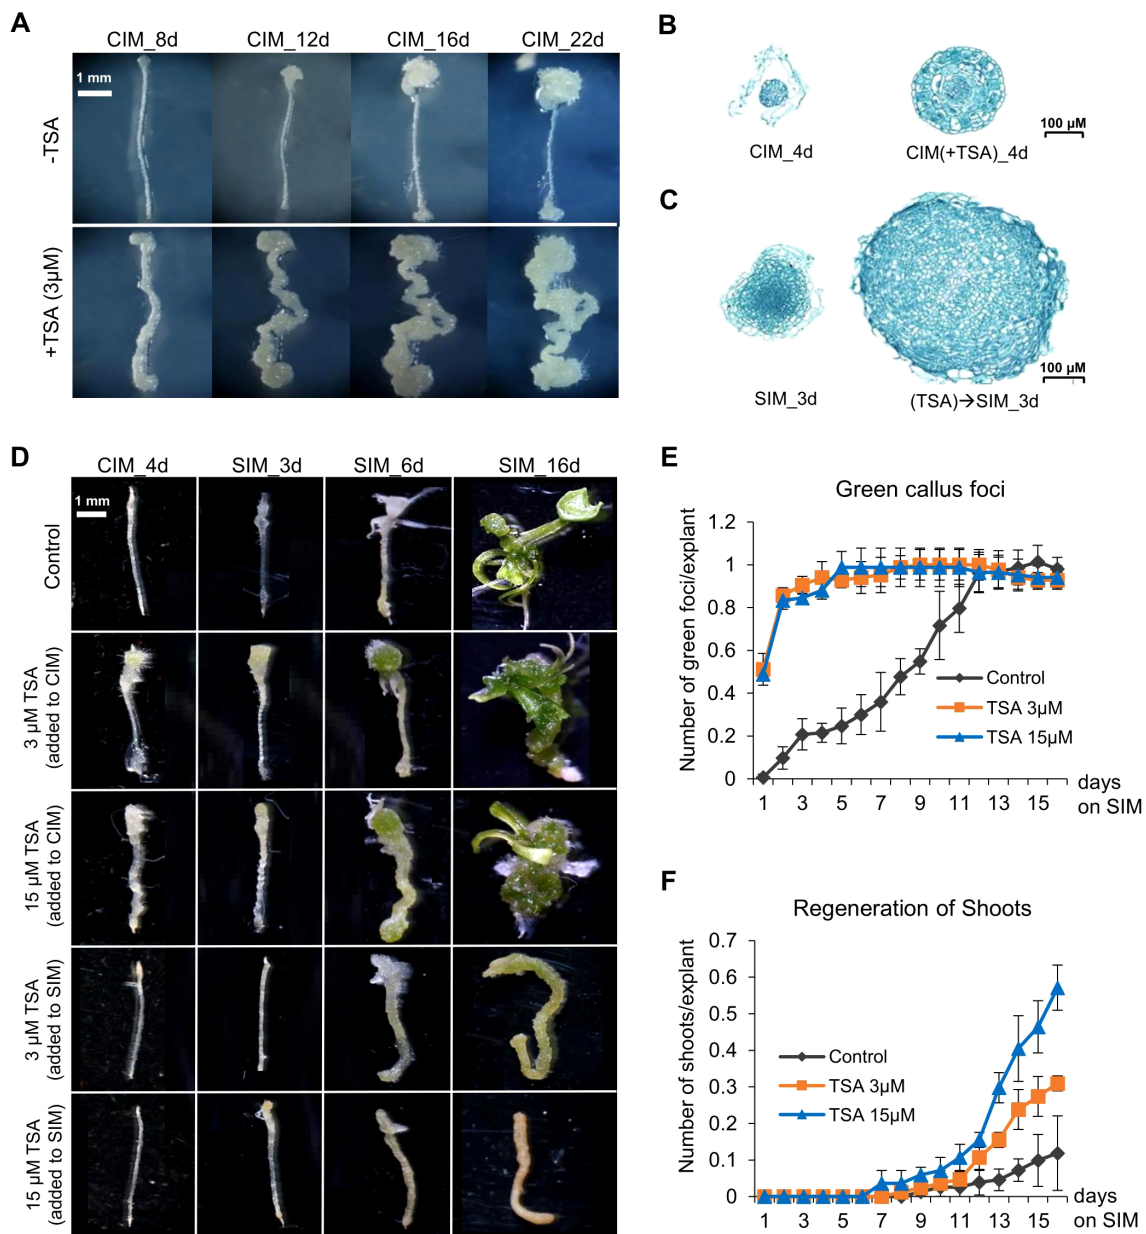 A
CIM_8d
CIM_12d
CIM_16d
CIM_22d
1 mm
-TSA
+TSA (3µM)
B
CIM_4d
CIM(+TSA)_4d
100 µM
C
SIM_3d
(TSA)→SIM_3d
100 µM
D
CIM_4d
SIM_3d
SIM_6d
SIM_16d
1 mm
Control
3 µM TSA
(added to CIM)
15 µM TSA
(added to CIM)
3 µM TSA
(added to SIM)
15 µM TSA
(added to SIM)
E
Green callus foci
Number of green foci/explant
1.2
1
0.8
0.6
0.4
0.2
0
Control
TSA 3µM
TSA 15µM
1 3 5 7 9 11 13 15
days
on SIM
F
Regeneration of Shoots
Number of shoots/explant
0.7
0.6
0.5
0.4
0.3
0.2
0.1
0
Control
TSA 3µM
TSA 15µM
1 3 5 7 9 11 13 15
days
on SIM